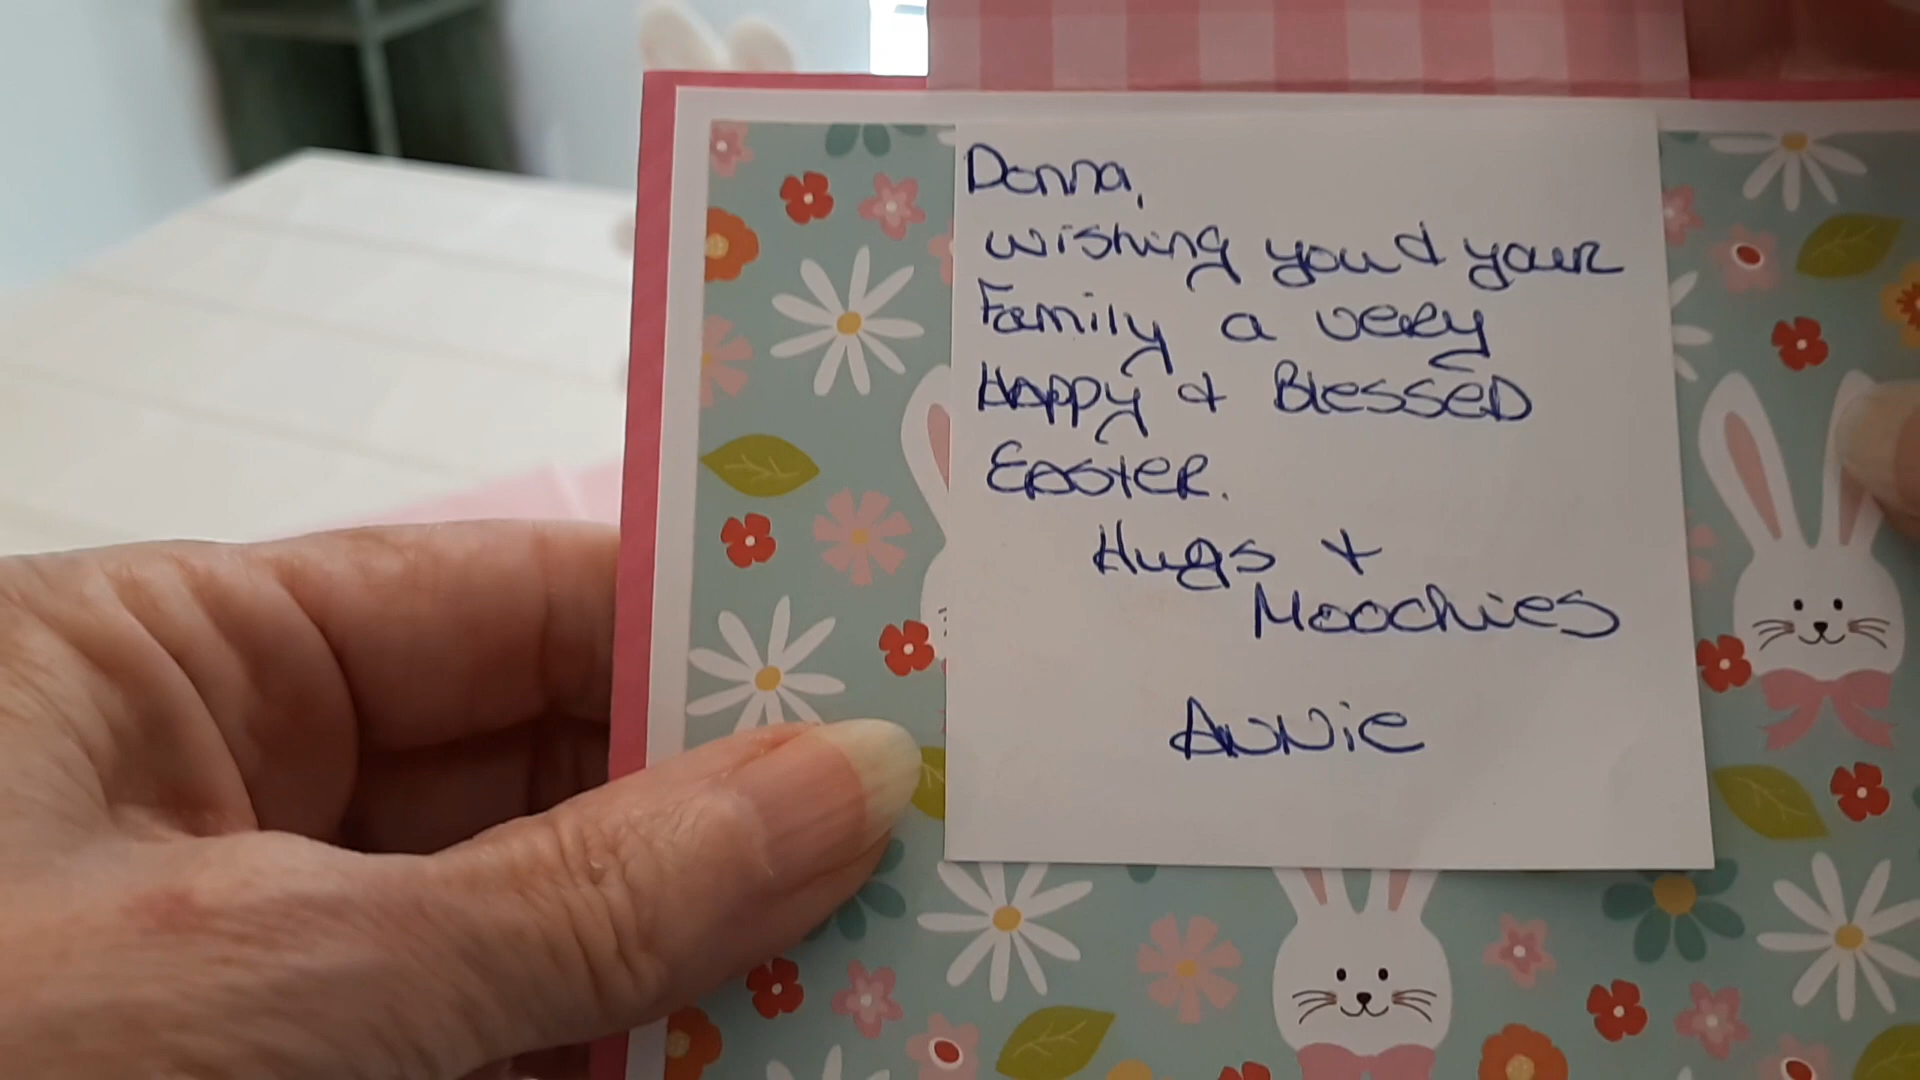 Donna,
wishing you & your
Family a very
Happy & Blessed
Easter.
Hugs +
Moochies
Annie